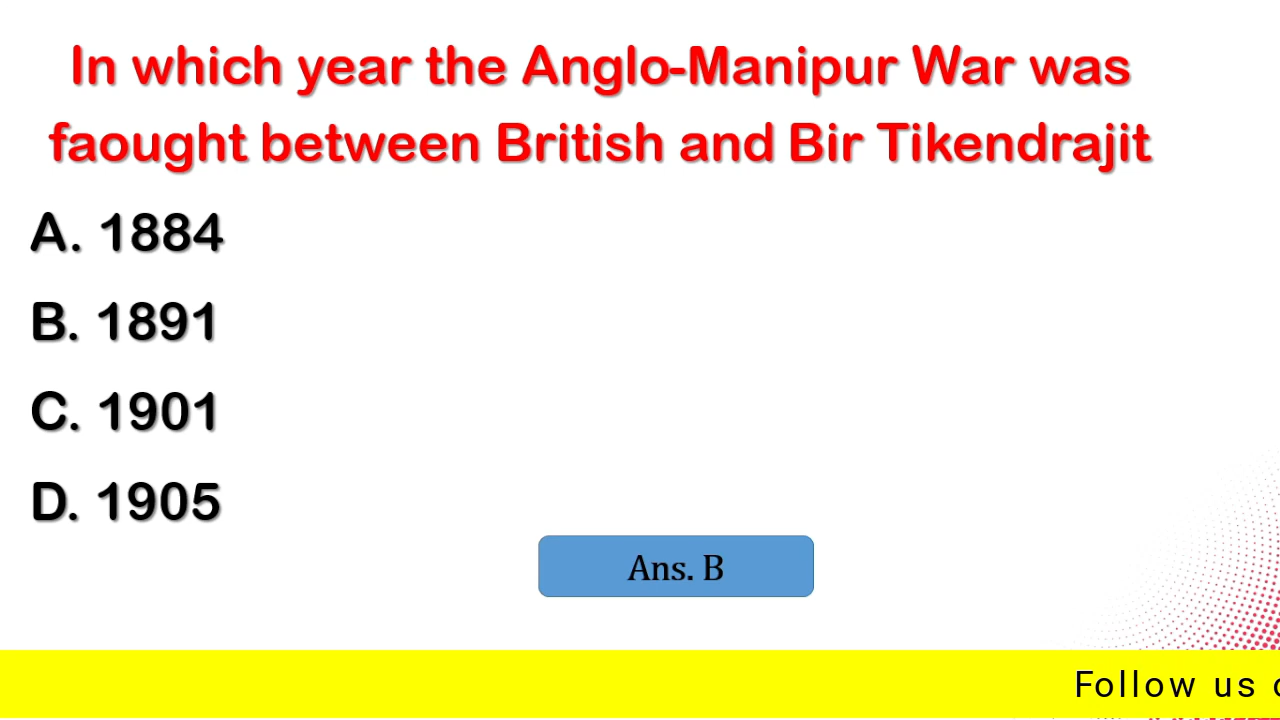 In which year the Anglo-Manipur War was
faought between British and Bir Tikendrajit
A. 1884
B. 1891
C. 1901
D. 1905
Ans. B
Follow us